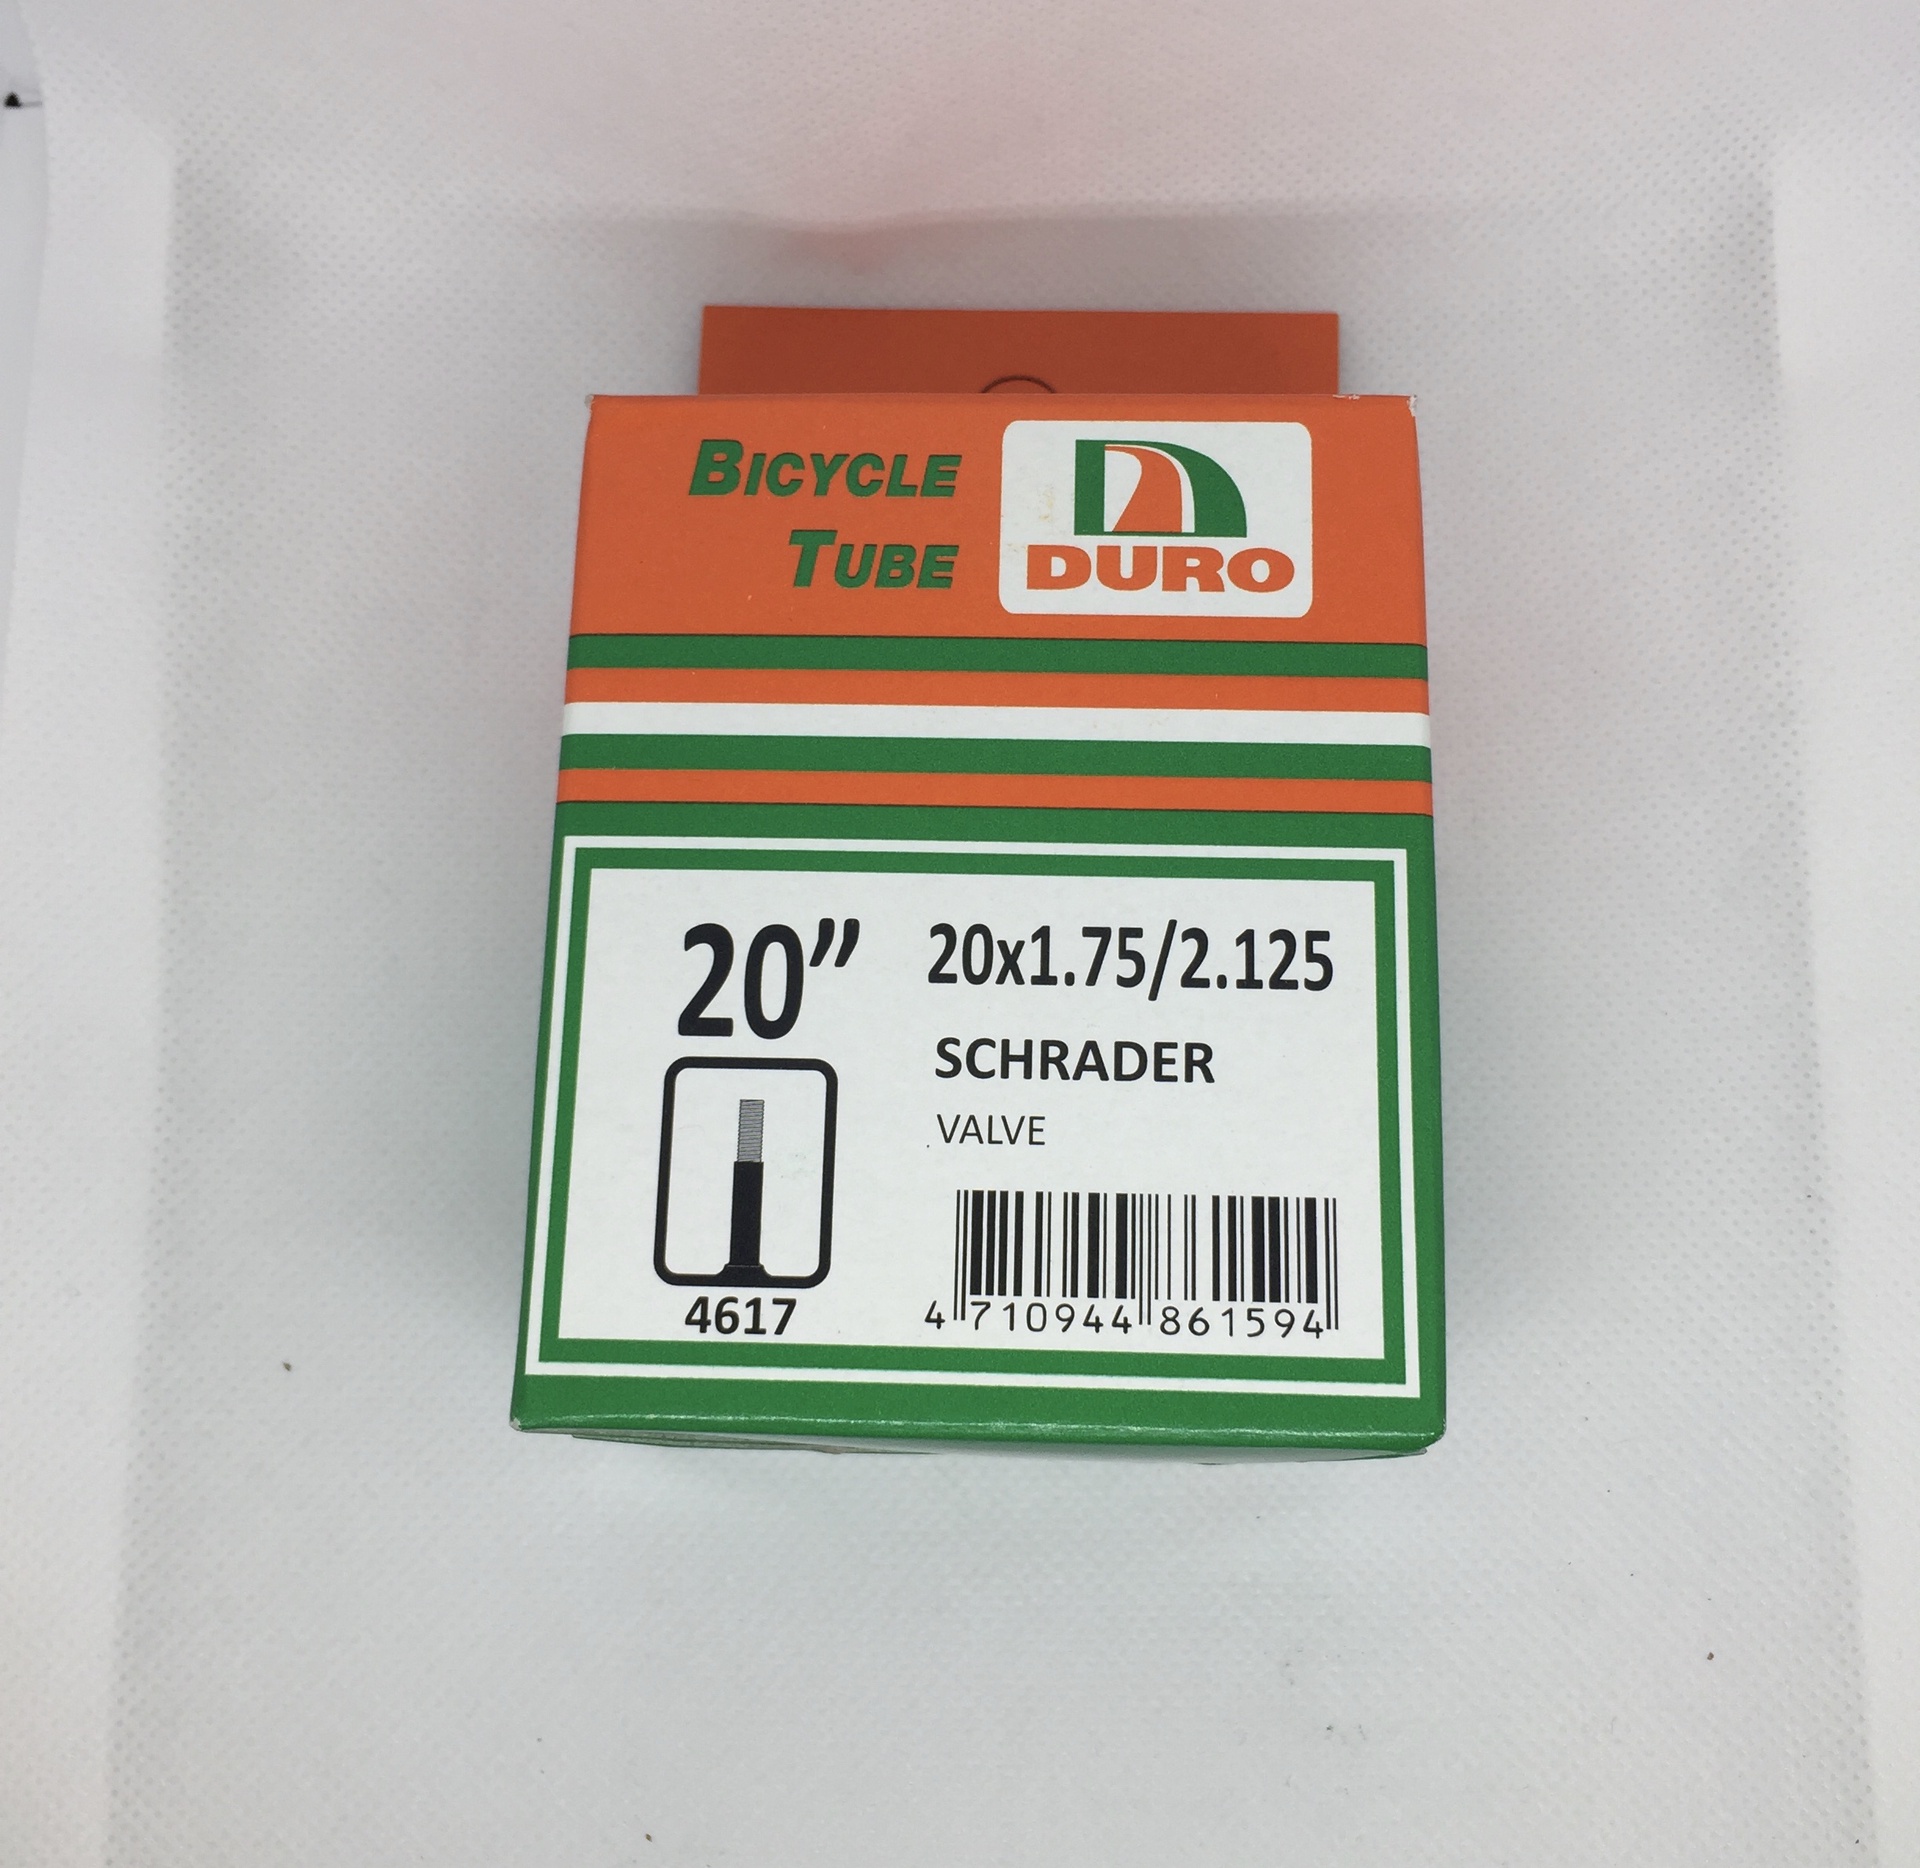 BICYCLE
TUBE
DURO
20”
20x1.75/2.125
SCHRADER
VALVE
4617
4 710944 861594